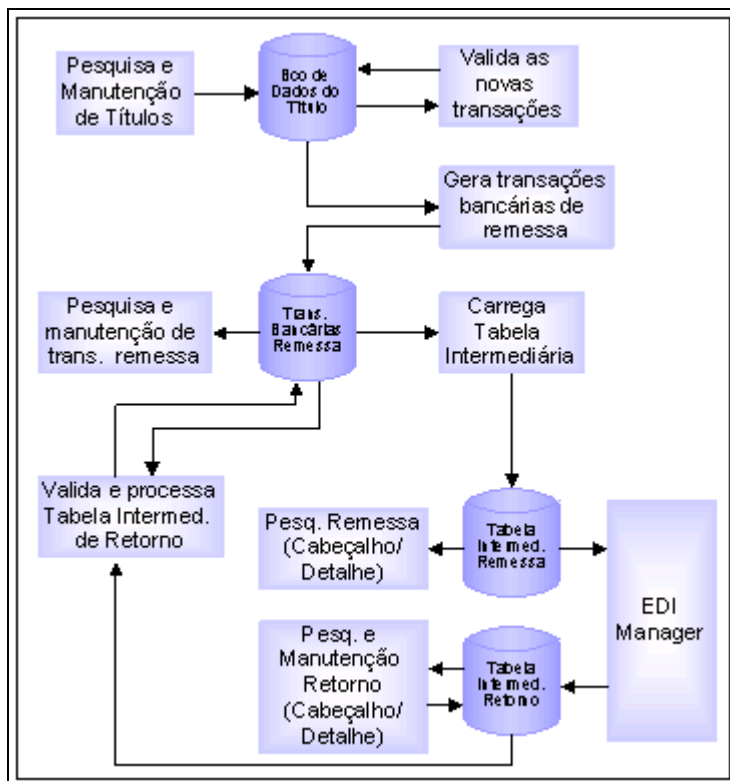 Pesquisa e
Manutenção
de Títulos
Bco de
Dados do
Título
Valida as
novas
transações
Gera transações
bancárias de
remessa
Pesquisa e
manutenção de
trans. remessa
Trans.
Bancárias
Remessa
Carrega
Tabela
Intermediária
Valida e processa
Tabela Intermed.
de Retorno
Pesq. Remessa
(Cabeçalho/
Detalhe)
Tabela
Intermed.
Remessa
EDI
Manager
Pesq. e
Manutenção
Retorno
(Cabeçalho/
Detalhe)
Tabela
Intermed.
Retorno